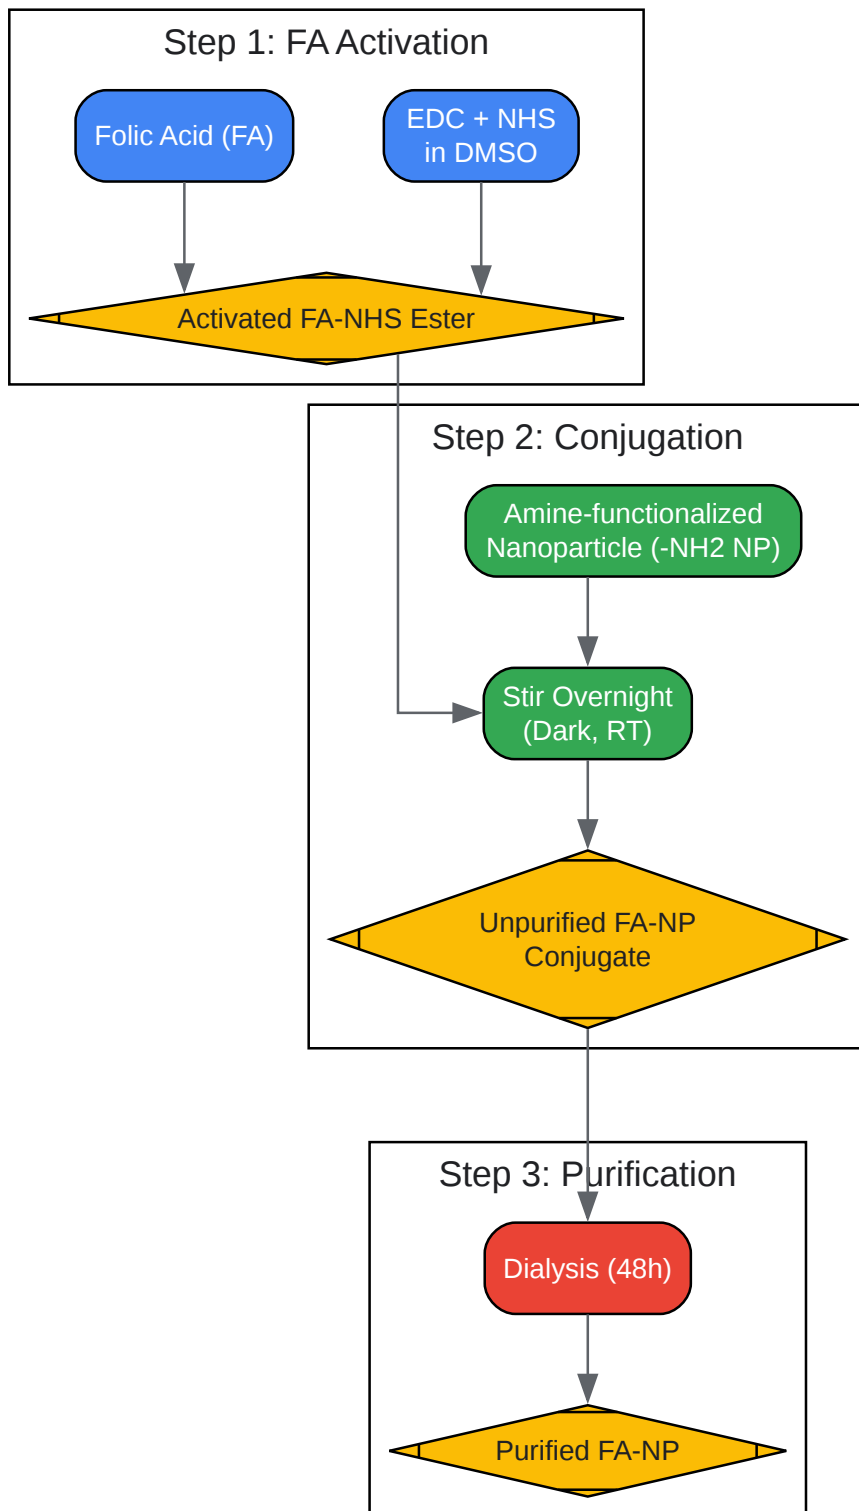 Step 1: FA Activation
Folic Acid (FA)
EDC + NHS
in DMSO
Activated FA-NHS Ester
Step 2: Conjugation
Amine-functionalized
Nanoparticle (-NH2 NP)
Stir Overnight
(Dark, RT)
Unpurified FA-NP
Conjugate
Step 3: Purification
Dialysis (48h)
Purified FA-NP